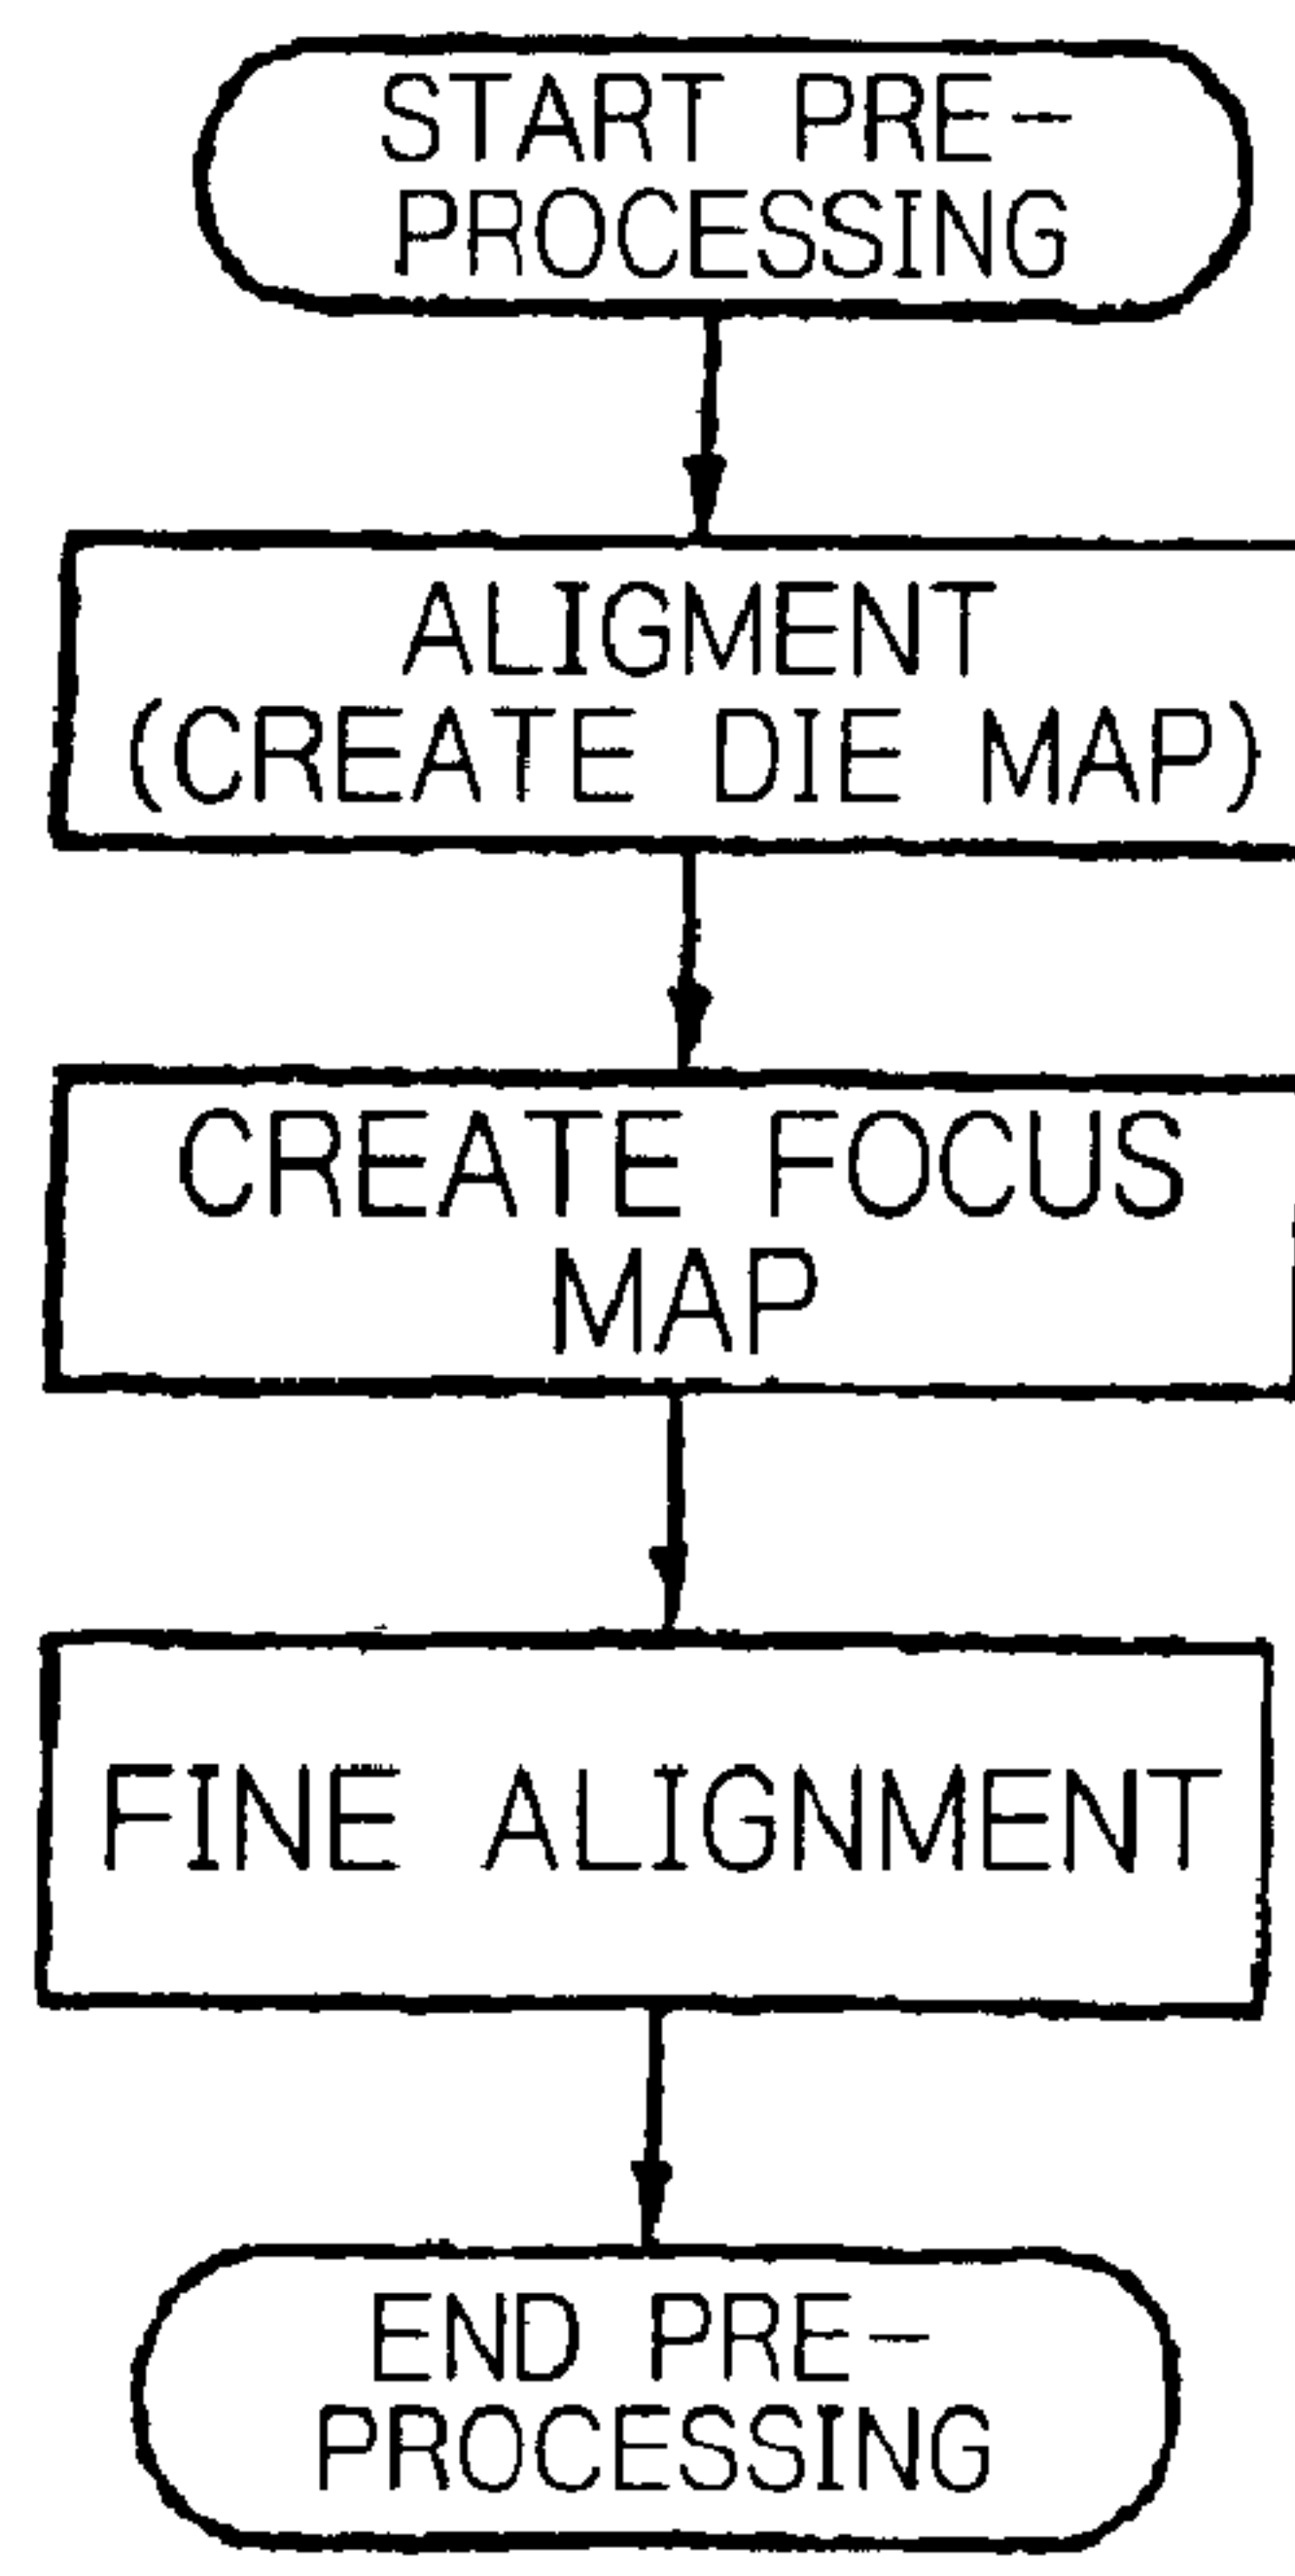 START PRE-
PROCESSING
ALIGMENT
(CREATE DIE MAP)
CREATE FOCUS
MAP
FINE ALIGNMENT
END PRE-
PROCESSING